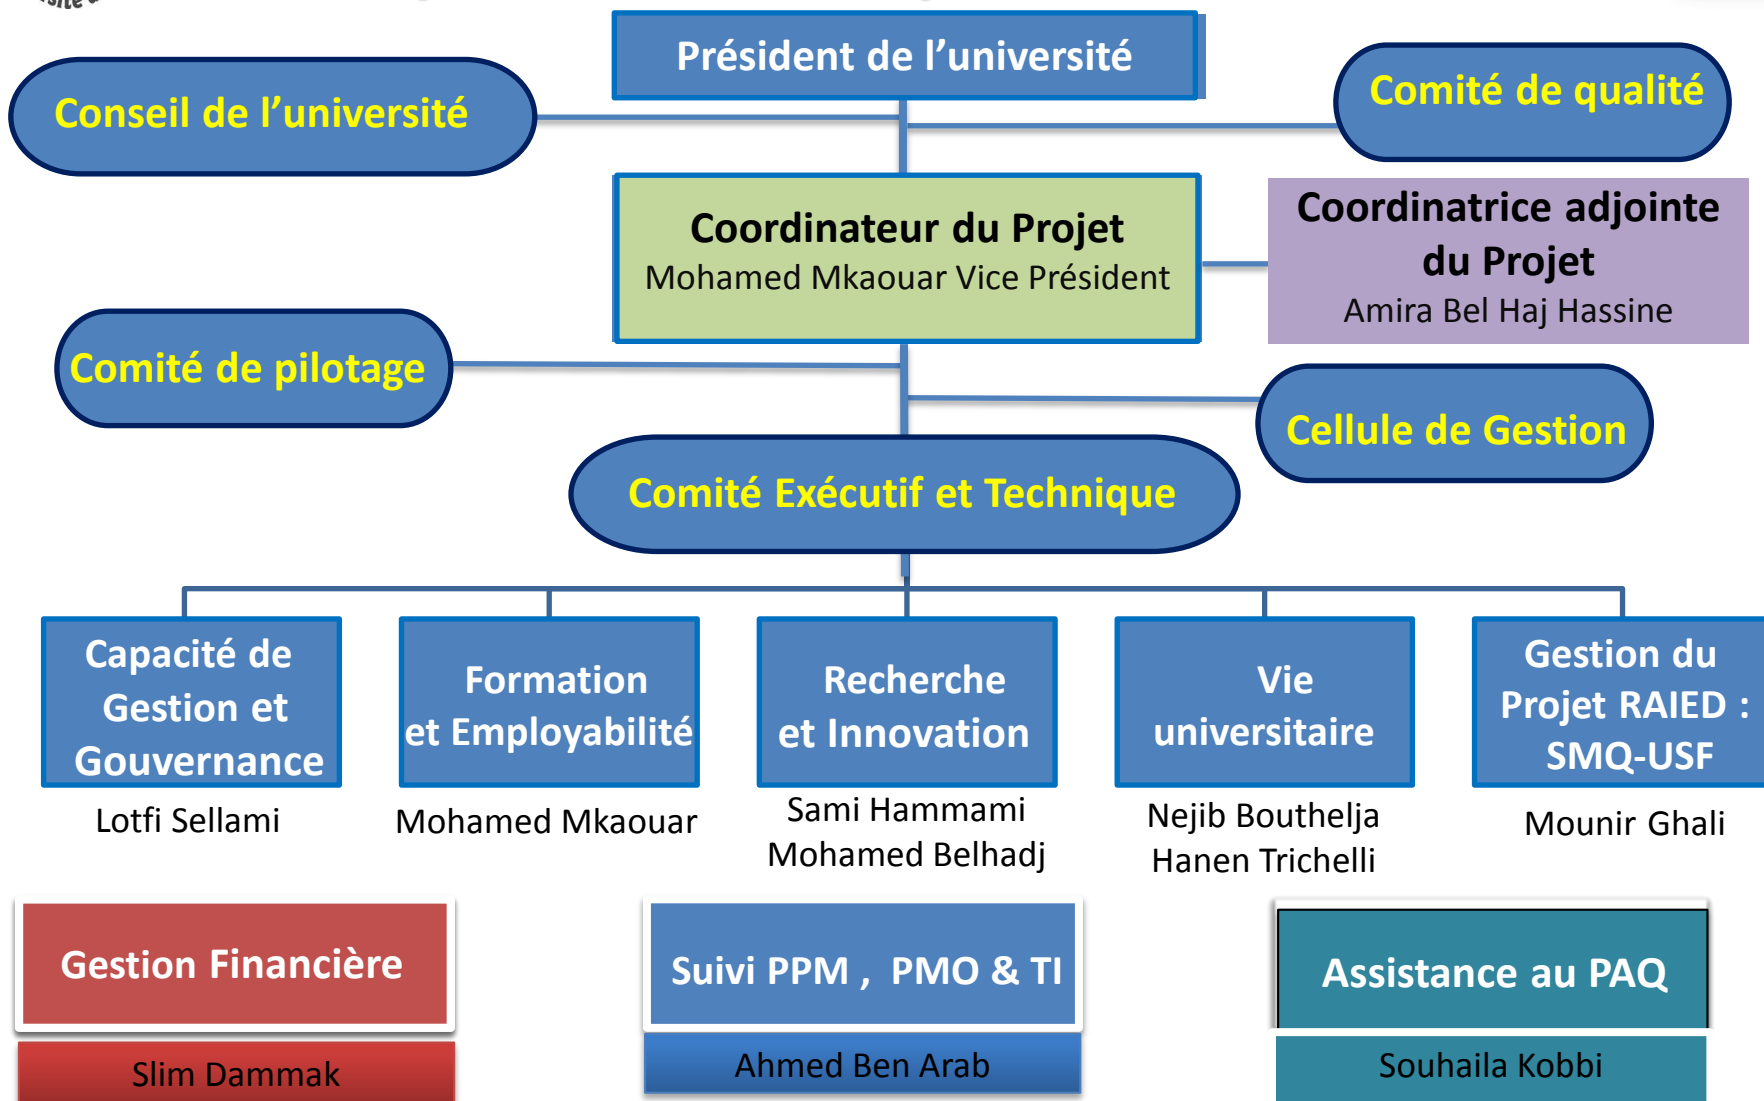 Président de l’université
Conseil de l’université
Comité de qualité
Coordinateur du Projet
Mohamed Mkaouar Vice Président
Coordinatrice adjointe
du Projet
Amira Bel Haj Hassine
Comité de pilotage
Cellule de Gestion
Comité Exécutif et Technique
Capacité de
Gestion et
Gouvernance
Lotfi Sellami
Formation
et Employabilité
Mohamed Mkaouar
Recherche
et Innovation
Sami Hammami
Mohamed Belhadj
Vie
universitaire
Nejib Bouthelja
Hanen Trichelli
Gestion du
Projet RAIED :
SMQ-USF
Mounir Ghali
Gestion Financière
Slim Dammak
Suivi PPM , PMO & TI
Ahmed Ben Arab
Assistance au PAQ
Souhaila Kobbi